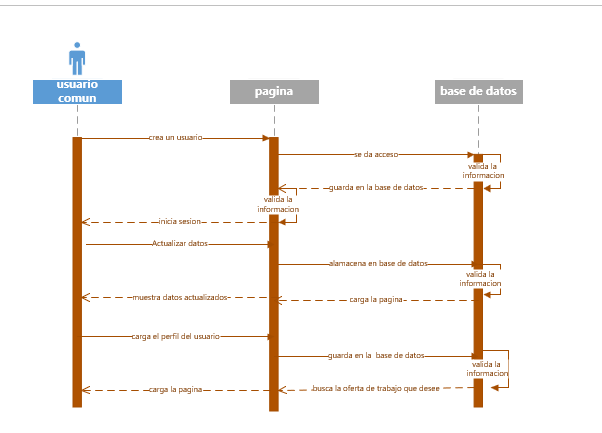 usuario
comun
pagina
base de datos
crea un usuario
se da acceso
valida la
informacion
guarda en la base de datos
valida la
informacion
inicia sesion
Actualizar datos
alamacena en base de datos
valida la
informacion
muestra datos actualizados
carga la pagina
carga el perfil del usuario
guarda en la base de datos
valida la
informacion
carga la pagina
busca la oferta de trabajo que desee